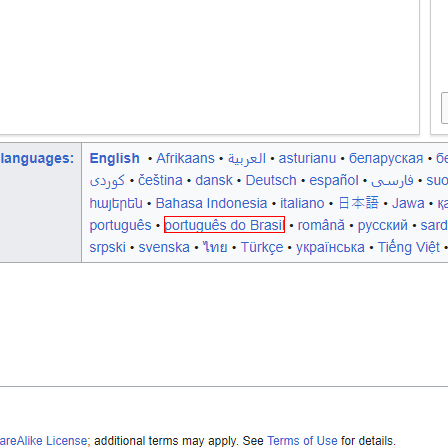 languages: English • Afrikaans • العربية • asturianu • беларуская •
کوردی • čeština • dansk • Deutsch • español • فارسی • suo
հայերեն • Bahasa Indonesia • italiano • 日本語 • Jawa •
português • português do Brasil • română • русский • sard
srpski • svenska • ไทย • Türkçe • українська • Tiếng Việt •
areAlike License; additional terms may apply. See Terms of Use for details.